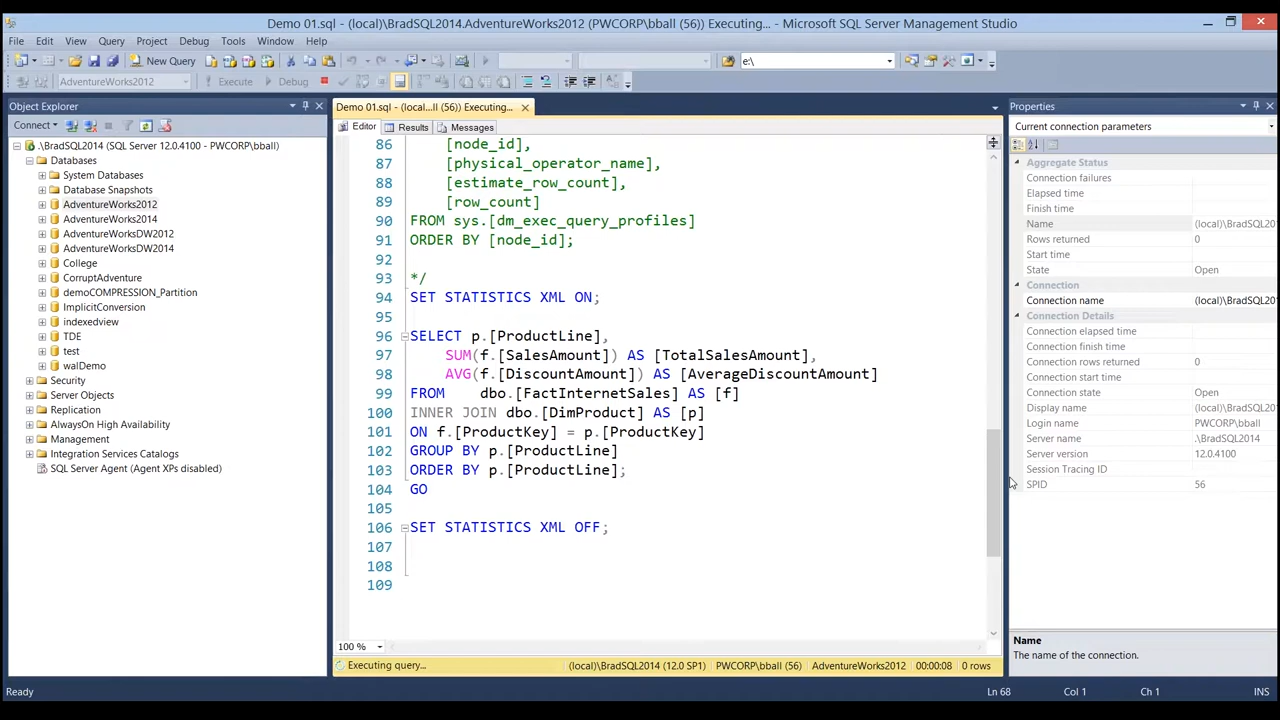 Demo 01.sql - (local)\BradSQL2014.AdventureWorks2012 (PWCORP\bball (56)) Executing... - Microsoft SQL Server Management Studio
File Edit View Query Project Debug Tools Window Help
New Query e:\
AdventureWorks2012 Execute Debug
Object Explorer
Connect
.\BradSQL2014 (SQL Server 12.0.4100 - PWCORP\bball)
Databases
System Databases
Database Snapshots
AdventureWorks2012
AdventureWorks2014
AdventureWorksDW2012
AdventureWorksDW2014
College
CorruptAdventure
demoCOMPRESSION_Partition
ImplicitConversion
indexedview
TDE
test
walDemo
Security
Server Objects
Replication
AlwaysOn High Availability
Management
Integration Services Catalogs
SQL Server Agent (Agent XPs disabled)
Demo 01.sql - (local...ll (56)) Executing...
Editor Results Messages
86 [node_id],
87 [physical_operator_name],
88 [estimate_row_count],
89 [row_count]
90 FROM sys.[dm_exec_query_profiles]
91 ORDER BY [node_id];
92
93 */
94 SET STATISTICS XML ON;
95
96 SELECT p.[ProductLine],
97 SUM(f.[SalesAmount]) AS [TotalSalesAmount],
98 AVG(f.[DiscountAmount]) AS [AverageDiscountAmount]
99 FROM dbo.[FactInternetSales] AS [f]
100 INNER JOIN dbo.[DimProduct] AS [p]
101 ON f.[ProductKey] = p.[ProductKey]
102 GROUP BY p.[ProductLine]
103 ORDER BY p.[ProductLine];
104 GO
105
106 SET STATISTICS XML OFF;
107
108
109
100 %
Executing query... (local)\BradSQL2014 (12.0 SP1) PWCORP\bball (56) AdventureWorks2012 00:00:08 0 rows
Properties
Current connection parameters
Aggregate Status
Connection failures
Elapsed time
Finish time
Name (local)\BradSQL201
Rows returned 0
Start time
State Open
Connection
Connection name (local)\BradSQL201
Connection Details
Connection elapsed time
Connection finish time
Connection rows returned 0
Connection start time
Connection state Open
Display name (local)\BradSQL201
Login name PWCORP\bball
Server name .\BradSQL2014
Server version 12.0.4100
Session Tracing ID
SPID 56
Name
The name of the connection.
Ready Ln 68 Col 1 Ch 1 INS